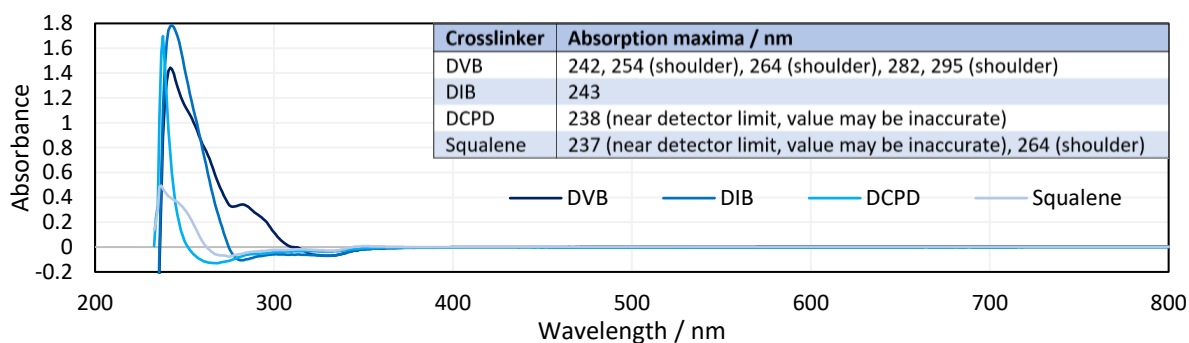 1.8
1.6
1.4
1.2
1
0.8
0.6
0.4
0.2
0
-0.2
Absorbance
Crosslinker Absorption maxima / nm
DVB 242, 254 (shoulder), 264 (shoulder), 282, 295 (shoulder)
DIB 243
DCPD 238 (near detector limit, value may be inaccurate)
Squalene 237 (near detector limit, value may be inaccurate), 264 (shoulder)
DVB DIB DCPD Squalene
200 300 400 500 600 700 800
Wavelength / nm